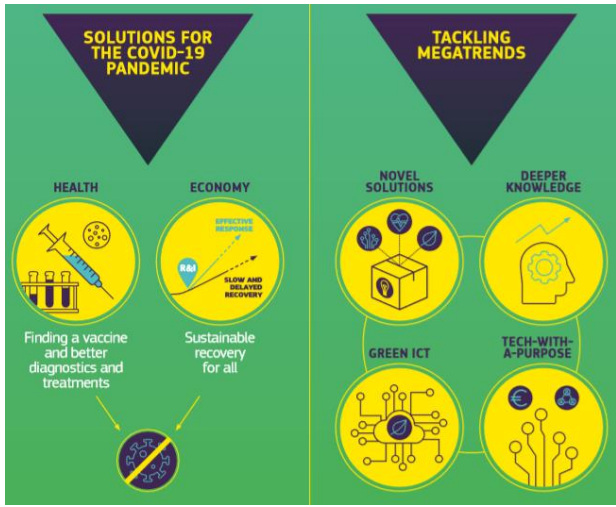 SOLUTIONS FOR
THE COVID-19
PANDEMIC
HEALTH
ECONOMY
EFFECTIVE
RESPONSE
R&I
SLOW AND
DELAYED
RECOVERY
Finding a vaccine
and better
diagnostics and
treatments
Sustainable
recovery
for all
TACKLING
MEGATRENDS
NOVEL
SOLUTIONS
DEEPER
KNOWLEDGE
GREEN ICT
TECH-WITH-
A-PURPOSE
€